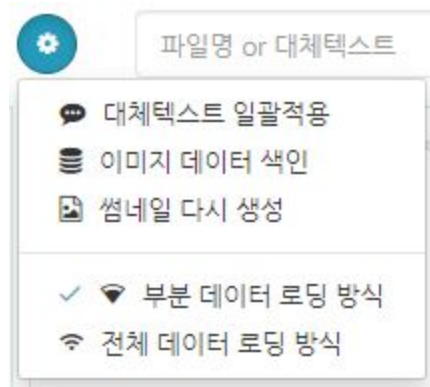 파일명 or 대체텍스트
대체텍스트 일괄적용
이미지 데이터 색인
썸네일 다시 생성
부분 데이터 로딩 방식
전체 데이터 로딩 방식